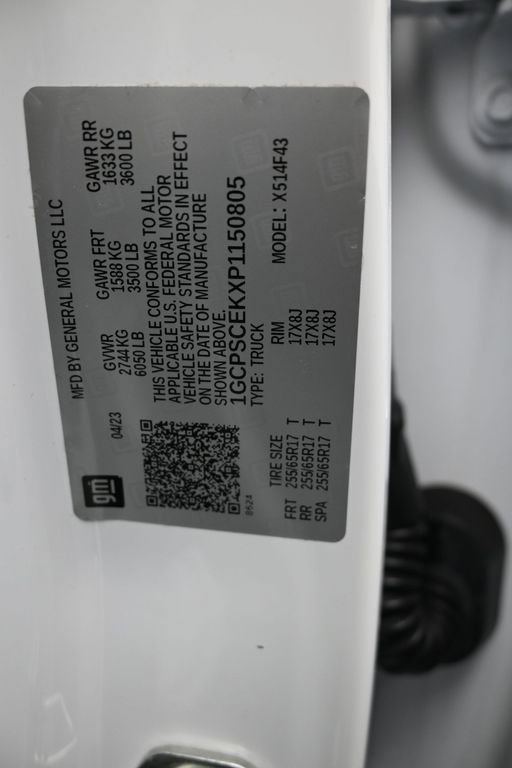 gm
MFD BY GENERAL MOTORS LLC
04/23
GVWR GAWR FRT GAWR RR
2744KG 1588 KG 1633 KG
6050 LB 3500 LB 3600 LB
THIS VEHICLE CONFORMS TO ALL
APPLICABLE U.S. FEDERAL MOTOR
VEHICLE SAFETY STANDARDS IN EFFECT
ON THE DATE OF MANUFACTURE
SHOWN ABOVE.
1GCPSCEKXP1150805
TYPE: TRUCK MODEL: X514F43
8624
TIRE SIZE RIM
FRT 255/65R17 T 17X8J
RR 255/65R17 T 17X8J
SPA 255/65R17 T 17X8J